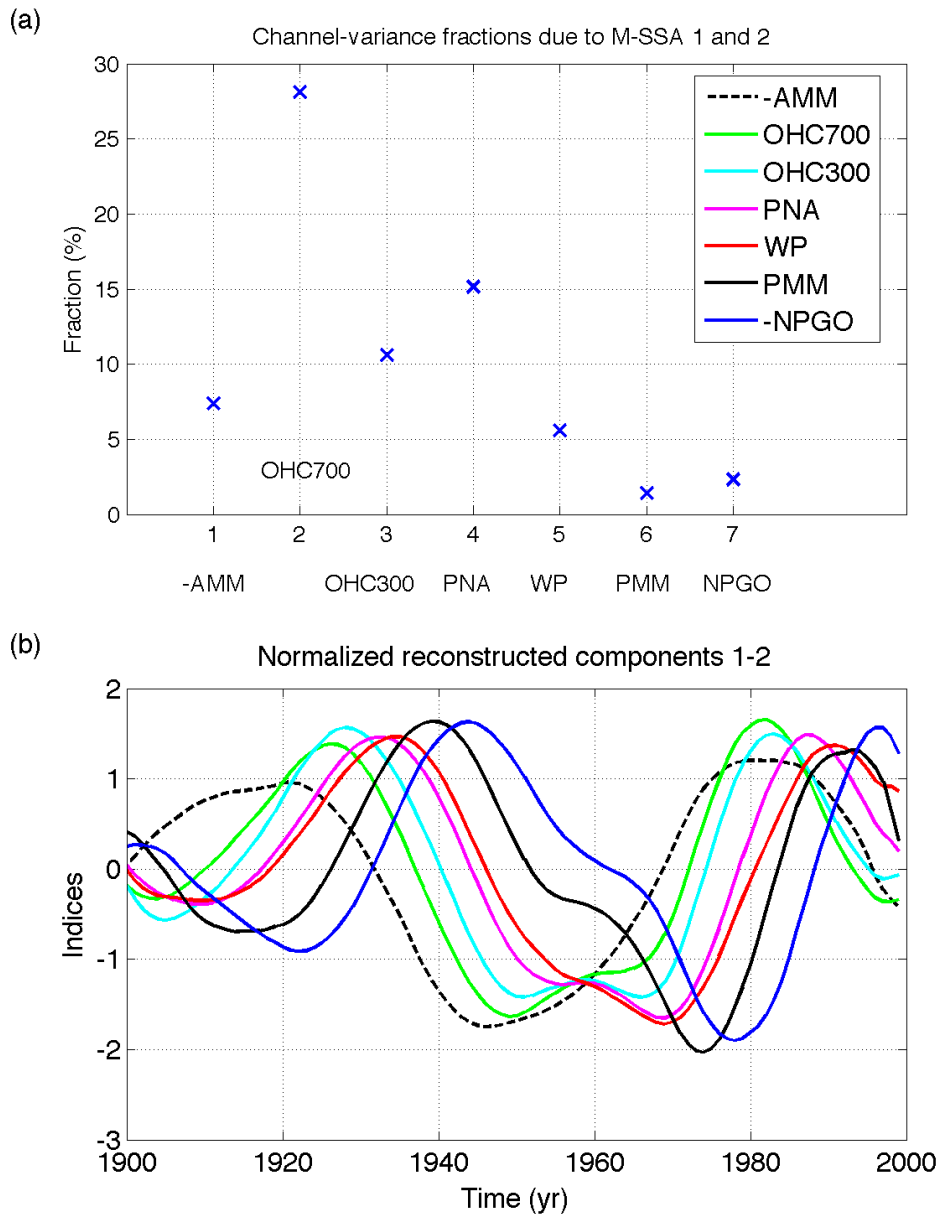 (a)
Channel-variance fractions due to M-SSA 1 and 2
30
25
20
15
10
5
0
Fraction (%)
-AMM
OHC700
OHC300
PNA
WP
PMM
-NPGO
OHC700
1 2 3 4 5 6 7
-AMM OHC300 PNA WP PMM NPGO
(b)
Normalized reconstructed components 1-2
2
1
0
-1
-2
-3
Indices
1900 1920 1940 1960 1980 2000
Time (yr)